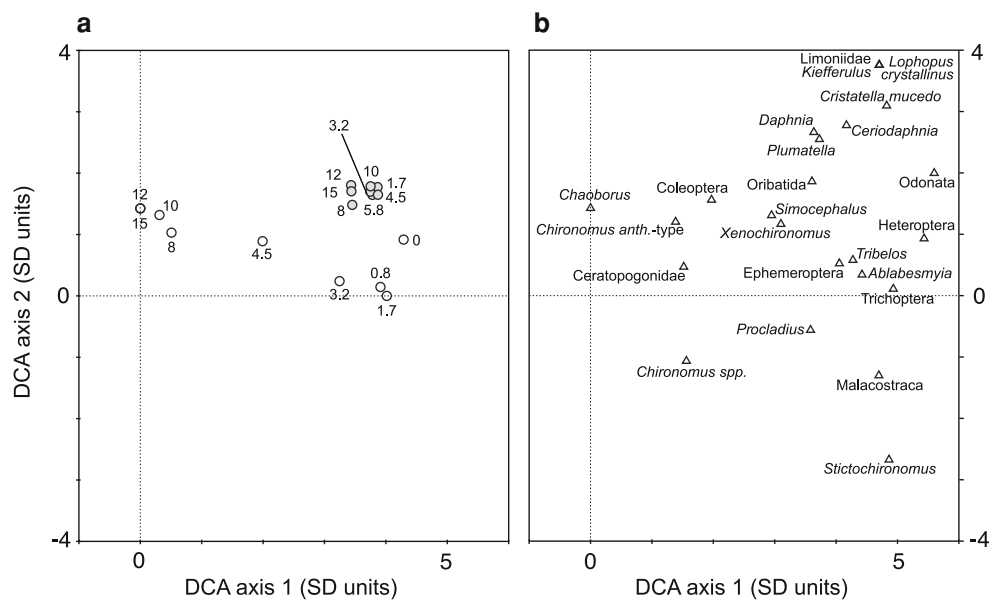 a
b
4
4
3.2
12
10
1.7
15
4.5
8
5.8
12
10
15
8
4.5
0
3.2
0.8
1.7
0
0
-4
-4
0
5
0
5
DCA axis 2 (SD units)
DCA axis 1 (SD units)
DCA axis 1 (SD units)
Limoniidae
Kiefferulus
Lophopus
crystallinus
Cristatella mucedo
Daphnia
Ceriodaphnia
Plumatella
Chaoborus
Coleoptera
Oribatida
Odonata
Simocephalus
Chironomus anth.-type
Xenochironomus
Heteroptera
Tribelos
Ceratopogonidae
Ephemeroptera
Ablabesmyia
Trichoptera
Procladius
Chironomus spp.
Malacostraca
Stictochironomus